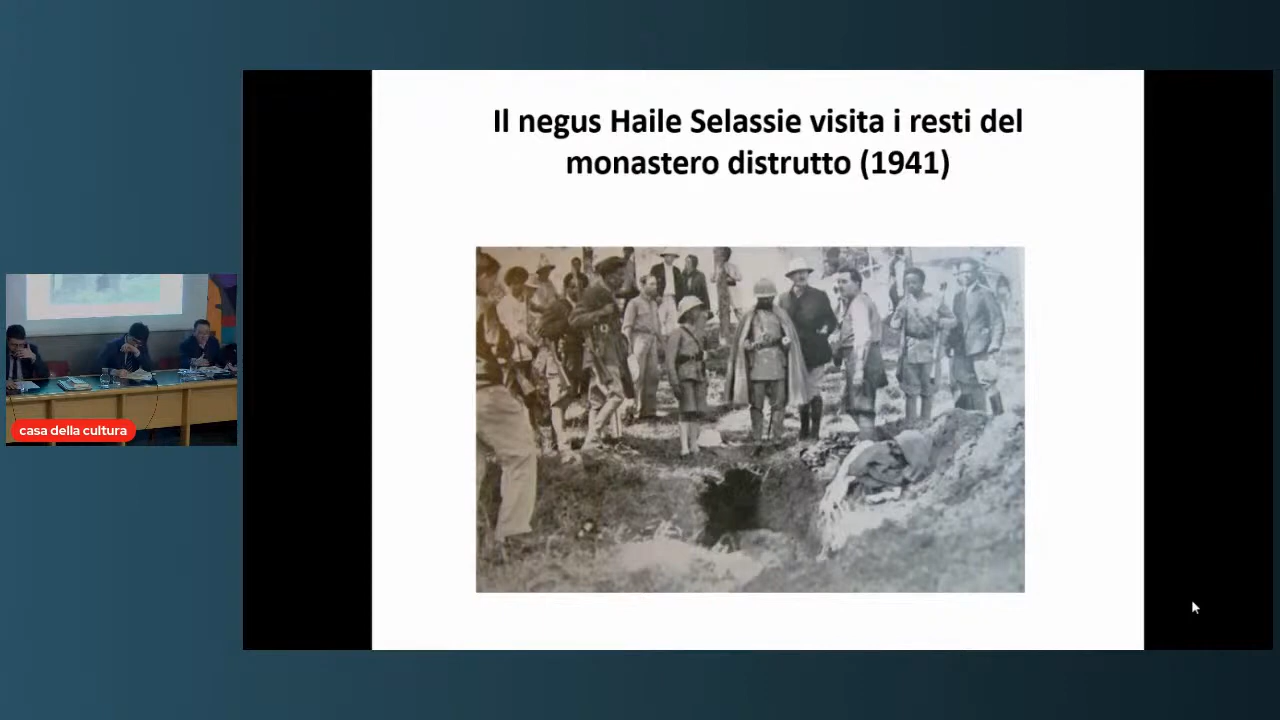 Il negus Haile Selassie visita i resti del
monastero distrutto (1941)
casa della cultura